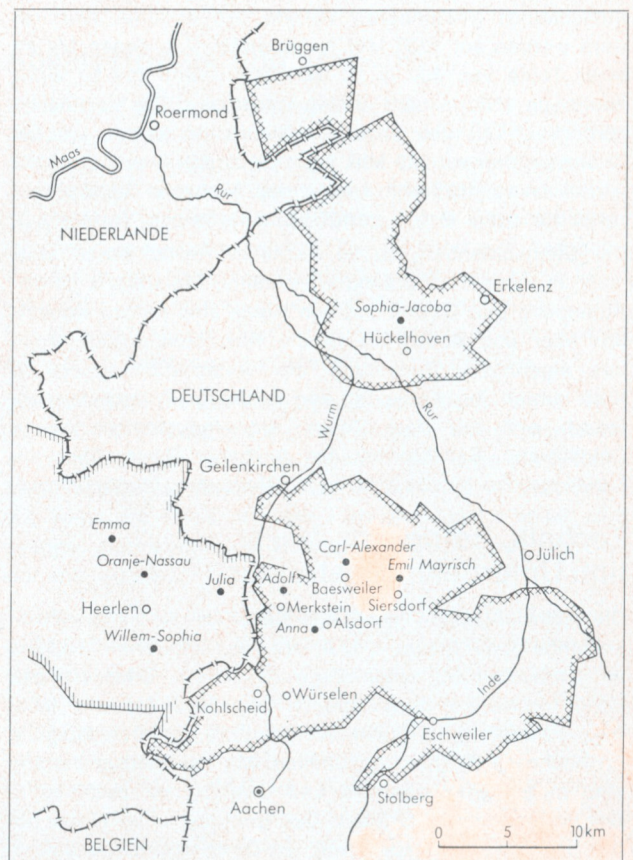 Brüggen
Roermond
Maas
Rur
NIEDERLANDE
Erkelenz
Sophia-Jacoba
Hückelhoven
DEUTSCHLAND
Wurm
Rur
Geilenkirchen
Emma
Carl-Alexander
Jülich
Oranje-Nassau
Emil Mayrisch
Julia
Adolf
Baesweiler
Heerlen
Merkstein
Siersdorf
Anna
Alsdorf
Willem-Sophia
Inde
Kohlscheid
Würselen
Eschweiler
Stolberg
Aachen
BELGIEN
0 5 10 km